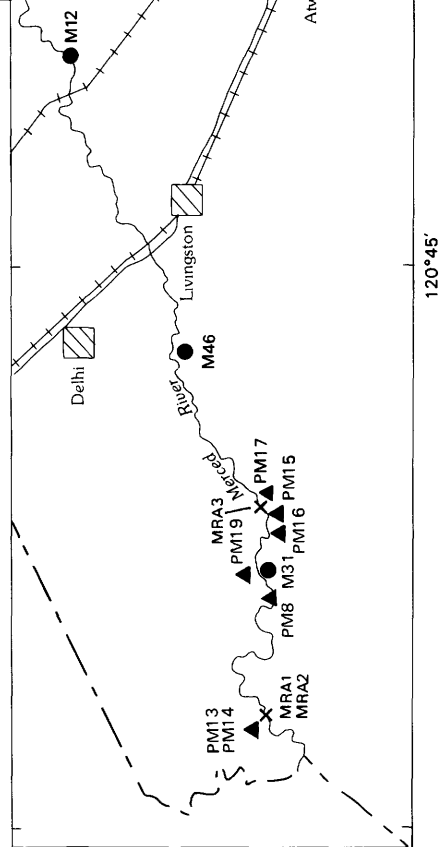 M12
Atw
Livingston
120°45′
Delhi
M46
Merced River
MRA3
PM17
PM15
PM19
PM16
M31
PM8
MRA1
MRA2
PM13
PM14